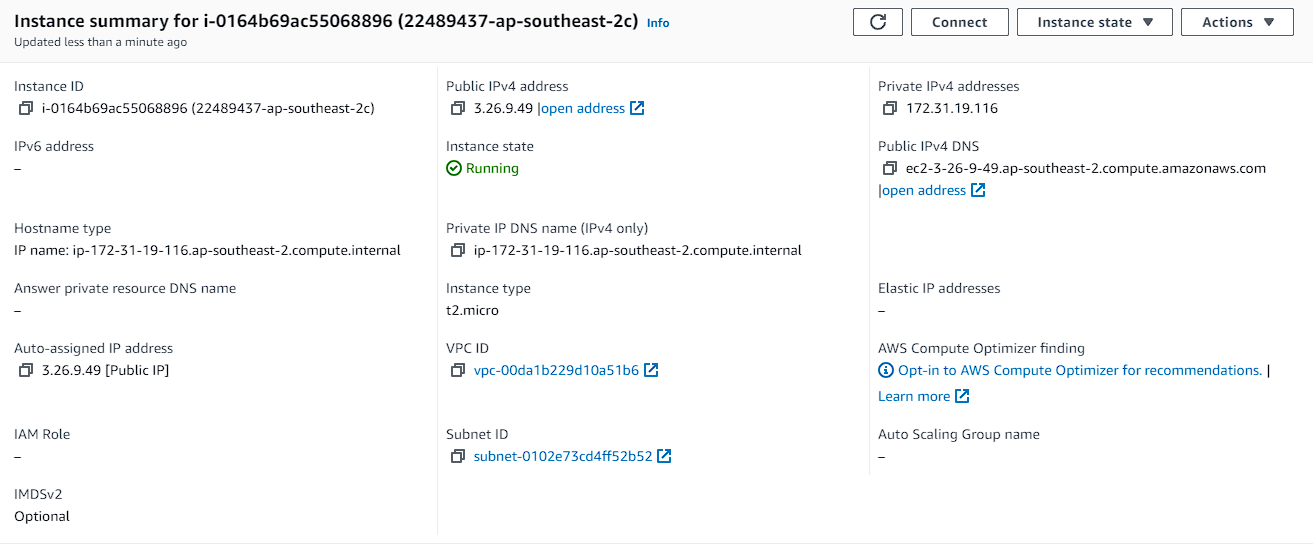 Instance summary for i-0164b69ac55068896 (22489437-ap-southeast-2c) Info
Updated less than a minute ago
Connect
Instance state
Actions
Instance ID
i-0164b69ac55068896 (22489437-ap-southeast-2c)
Public IPv4 address
3.26.9.49 |open address
Private IPv4 addresses
172.31.19.116
IPv6 address
–
Instance state
Running
Public IPv4 DNS
ec2-3-26-9-49.ap-southeast-2.compute.amazonaws.com
|open address
Hostname type
IP name: ip-172-31-19-116.ap-southeast-2.compute.internal
Private IP DNS name (IPv4 only)
ip-172-31-19-116.ap-southeast-2.compute.internal
Answer private resource DNS name
–
Instance type
t2.micro
Elastic IP addresses
–
Auto-assigned IP address
3.26.9.49 [Public IP]
VPC ID
vpc-00da1b229d10a51b6
AWS Compute Optimizer finding
Opt-in to AWS Compute Optimizer for recommendations. |
Learn more
IAM Role
–
Subnet ID
subnet-0102e73cd4ff52b52
Auto Scaling Group name
–
IMDSv2
Optional